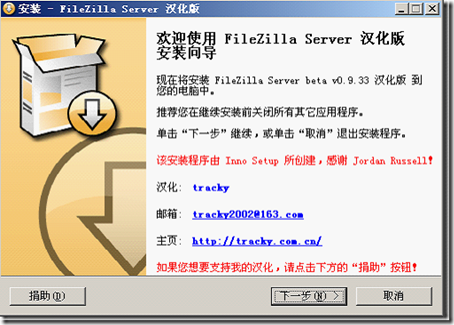 安装 - FileZilla Server 汉化版
欢迎使用 FileZilla Server 汉化版
安装向导
现在将安装 FileZilla Server beta v0.9.33 汉化版 到
您的电脑中。
推荐您在继续安装前关闭所有其它应用程序。
单击“下一步”继续,或单击“取消”退出安装程序。
该安装程序由 Inno Setup 所创建,感谢 Jordan Russell!
汉化: tracky
邮箱: tracky2002@163.com
主页: http://tracky.com.cn/
如果您想要支持我的汉化,请点击下方的“捐助”按钮!
捐助(D) 下一步(N) > 取消